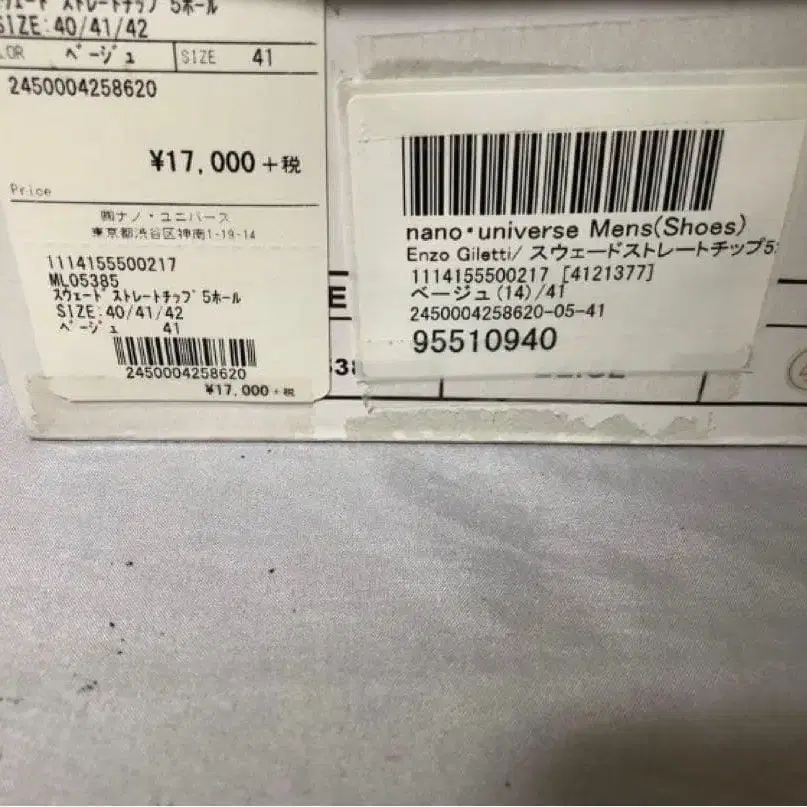 スウェード ストレートチップ 5ホール
SIZE:40/41/42
ベージュ SIZE 41
2450004258620
¥17,000+税
Price
㈱ナノ・ユニバース
東京都渋谷区神南1-19-14
1114155500217
ML05385
スウェード ストレートチップ 5ホール
SIZE:40/41/42
ベージュ 41
2450004258620
¥17,000+税
nano・universe Mens(Shoes)
Enzo Giletti/ スウェードストレートチップ5
1114155500217 [4121377]
ベージュ(14)/41
2450004258620-05-41
95510940
E